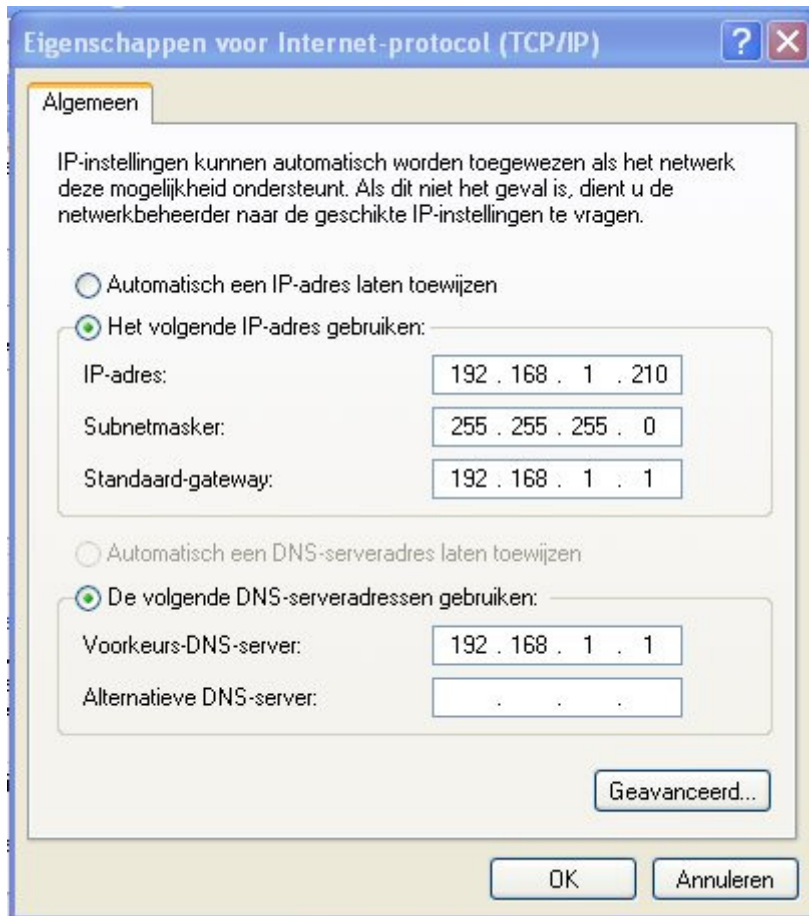 Eigenschappen voor Internet-protocol (TCP/IP)
Algemeen
IP-instellingen kunnen automatisch worden toegewezen als het netwerk
deze mogelijkheid ondersteunt. Als dit niet het geval is, dient u de
netwerkbeheerder naar de geschikte IP-instellingen te vragen.
Automatisch een IP-adres laten toewijzen
Het volgende IP-adres gebruiken:
IP-adres: 192 . 168 . 1 . 210
Subnetmasker: 255 . 255 . 255 . 0
Standaard-gateway: 192 . 168 . 1 . 1
Automatisch een DNS-serveradres laten toewijzen
De volgende DNS-serveradressen gebruiken:
Voorkeurs-DNS-server: 192 . 168 . 1 . 1
Alternatieve DNS-server: . . .
Geavanceerd...
OK Annuleren